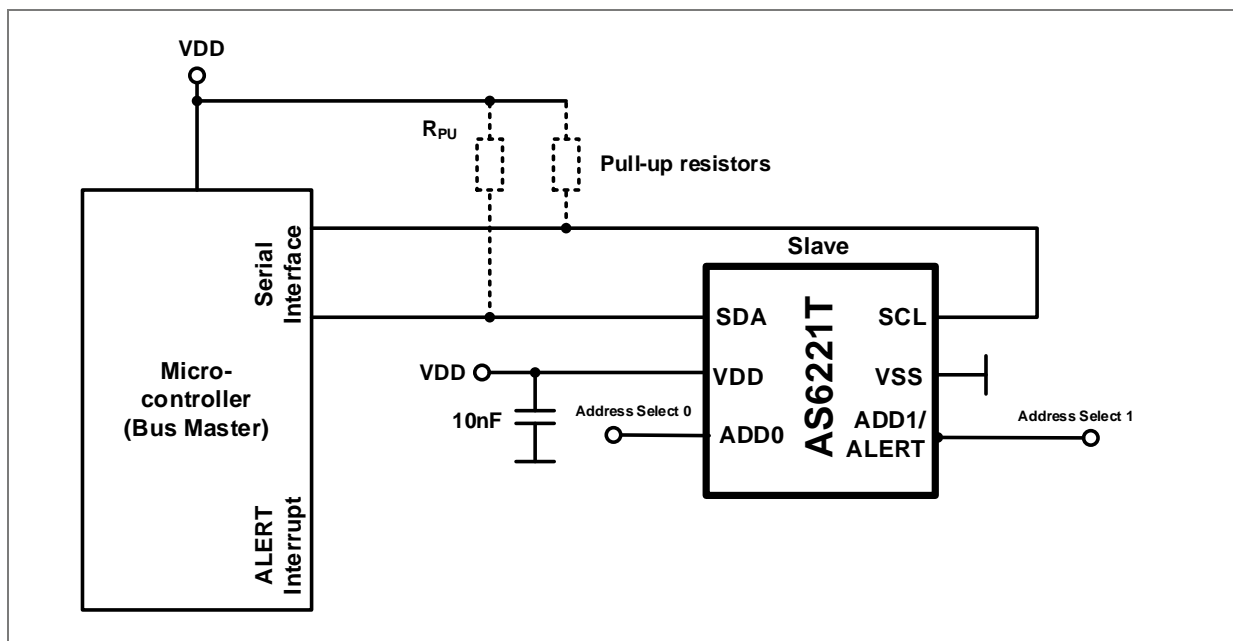 VDD
R_PU
Pull-up resistors
Serial
Interface
Slave
SDA
SCL
AS6221T
VDD
VDD
VSS
Micro-
controller
(Bus Master)
10nF
Address Select 0
ADD0
ADD1/
ALERT
Address Select 1
ALERT
Interrupt